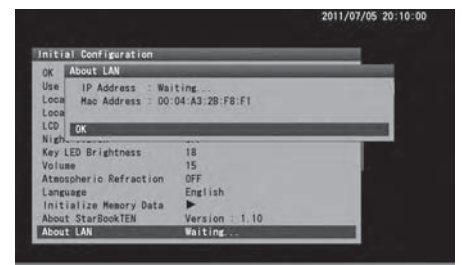 2011/07/05 20:10:00
Initial Configuration
OK About LAN
Use IP Address : Waiting...
Loca Mac Address : 00:04:A3:2B:F8:F1
Loca
LCD OK
Nigh
Key LED Brightness 18
Volume 15
Atmospheric Refraction OFF
Language English
Initialize Memory Data ▶
About StarBookTEN Version : 1.10
About LAN Waiting...